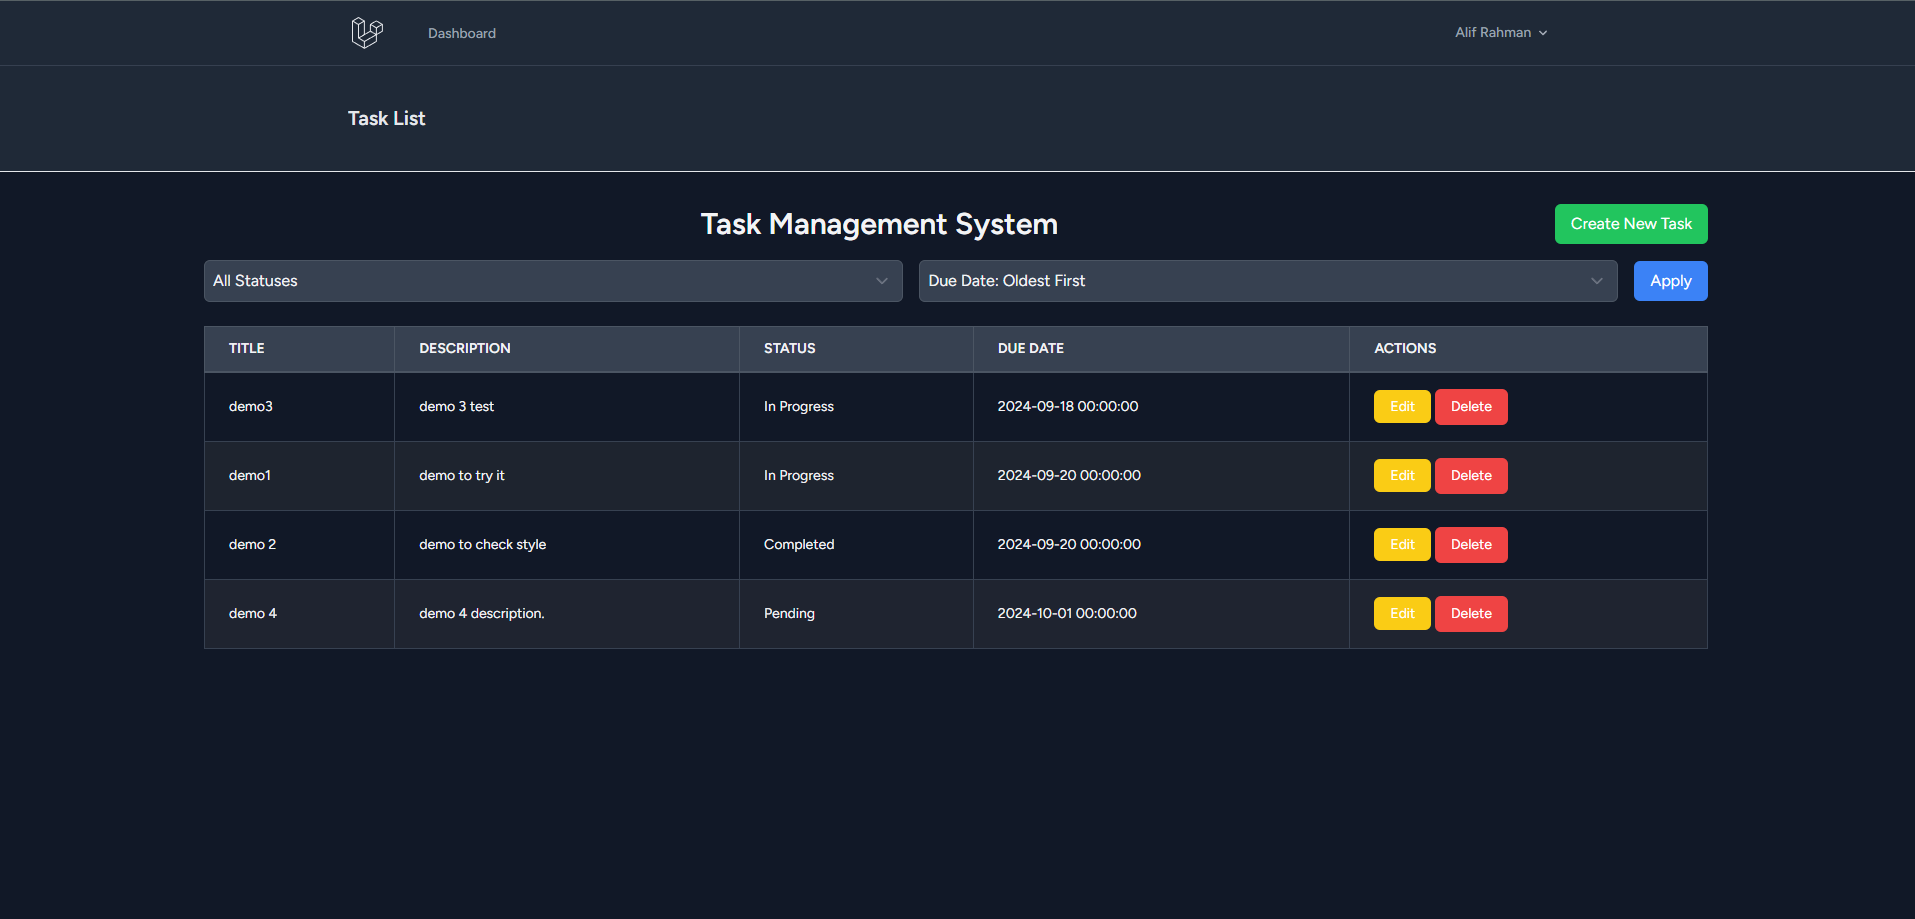 Dashboard
Alif Rahman
Task List
Task Management System
Create New Task
All Statuses
Due Date: Oldest First
Apply
TITLE DESCRIPTION STATUS DUE DATE ACTIONS
demo3 demo 3 test In Progress 2024-09-18 00:00:00 Edit Delete
demo1 demo to try it In Progress 2024-09-20 00:00:00 Edit Delete
demo 2 demo to check style Completed 2024-09-20 00:00:00 Edit Delete
demo 4 demo 4 description. Pending 2024-10-01 00:00:00 Edit Delete